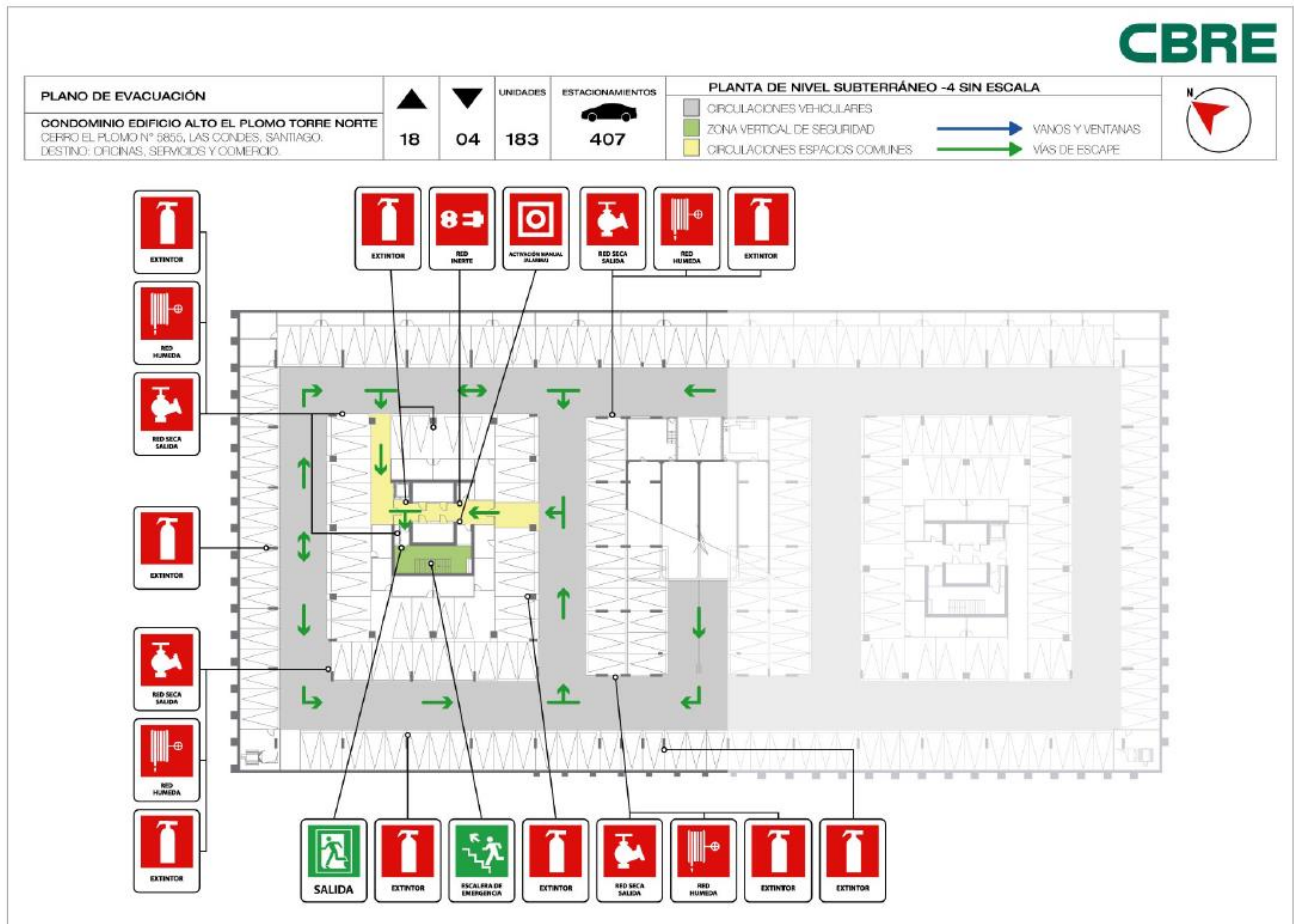 CBRE
PLANO DE EVACUACIÓN
CONDOMINIO EDIFICIO ALTO EL PLOMO TORRE NORTE
CERRO EL PLOMO N° 5855, LAS CONDES, SANTIAGO.
DESTINO: OFICINAS, SERVICIOS Y COMERCIO.
18
04
UNIDADES
183
ESTACIONAMIENTOS
407
PLANTA DE NIVEL SUBTERRÁNEO -4 SIN ESCALA
CIRCULACIONES VEHICULARES
ZONA VERTICAL DE SEGURIDAD
CIRCULACIONES ESPACIOS COMUNES
VANOS Y VENTANAS
VÍAS DE ESCAPE
N
EXTINTOR
RED
HUMEDA
RED SECA
SALIDA
EXTINTOR
RED SECA
SALIDA
RED
HUMEDA
EXTINTOR
EXTINTOR
RED
INERTE
ACTIVACIÓN MANUAL
(ALARMA)
RED SECA
SALIDA
RED
HUMEDA
EXTINTOR
SALIDA
EXTINTOR
ESCALERA DE
EMERGENCIA
EXTINTOR
RED SECA
SALIDA
RED
HUMEDA
EXTINTOR
EXTINTOR